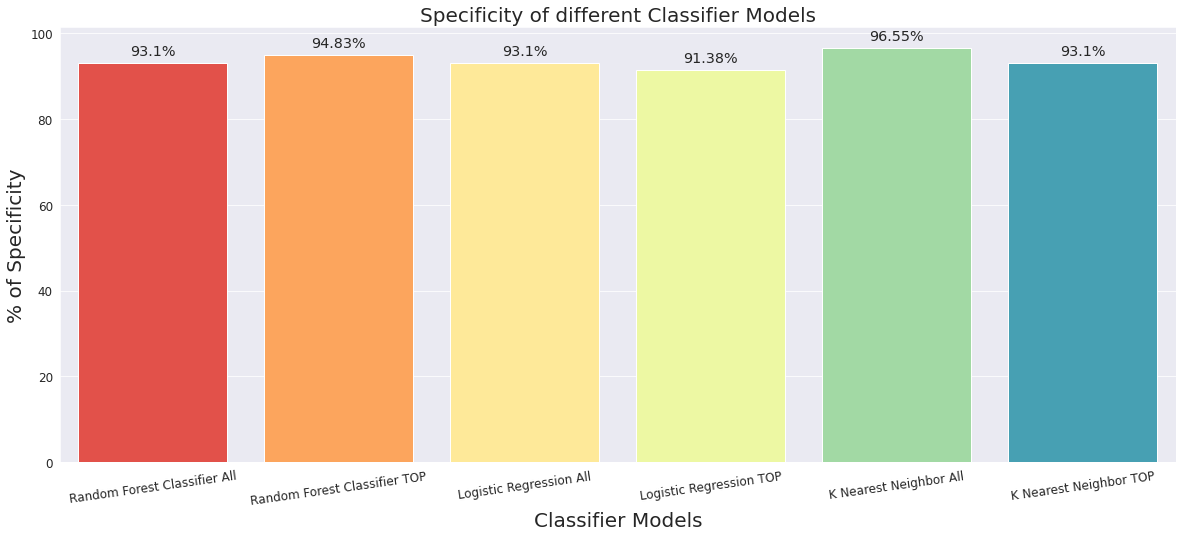 Specificity of different Classifier Models
% of Specificity
100
80
60
40
20
0
93.1%
94.83%
93.1%
91.38%
96.55%
93.1%
Random Forest Classifier All
Random Forest Classifier TOP
Logistic Regression All
Logistic Regression TOP
K Nearest Neighbor All
K Nearest Neighbor TOP
Classifier Models